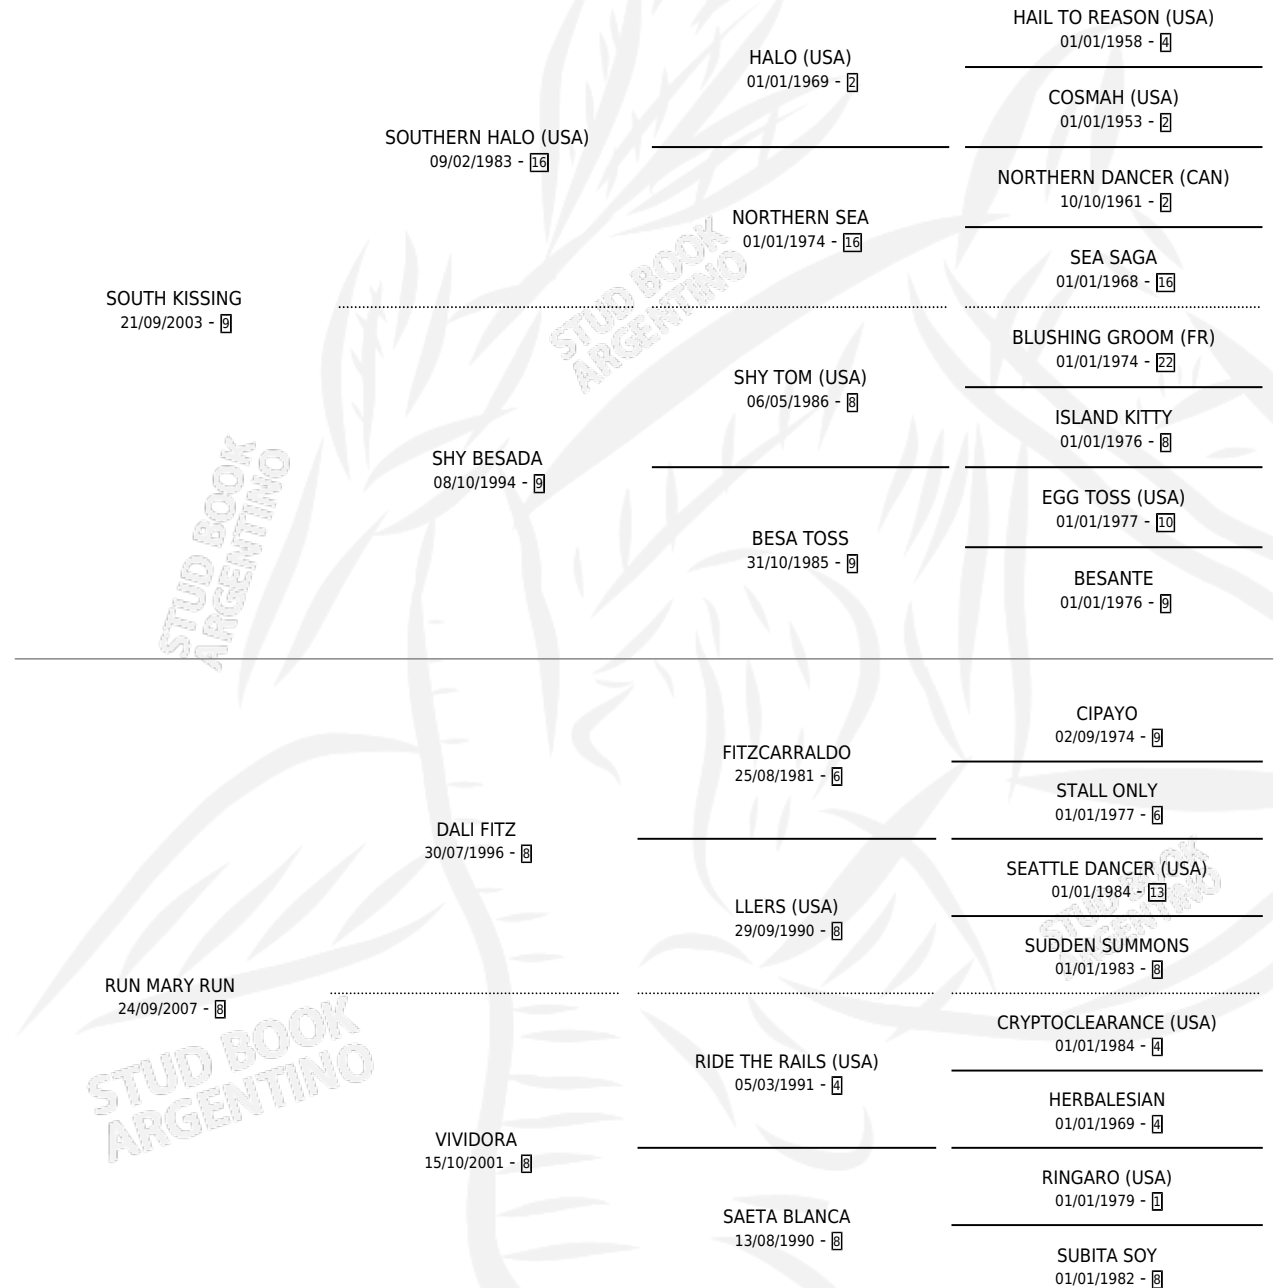 HAIL TO REASON (USA)
01/01/1958 - 4
HALO (USA)
01/01/1969 - 2
COSMAH (USA)
01/01/1953 - 2
SOUTHERN HALO (USA)
09/02/1983 - 16
NORTHERN DANCER (CAN)
10/10/1961 - 2
NORTHERN SEA
01/01/1974 - 16
SEA SAGA
01/01/1968 - 16
SOUTH KISSING
21/09/2003 - 9
STUD BOOK
ARGENTINO
BLUSHING GROOM (FR)
01/01/1974 - 22
SHY TOM (USA)
06/05/1986 - 8
ISLAND KITTY
01/01/1976 - 8
SHY BESADA
08/10/1994 - 9
EGG TOSS (USA)
01/01/1977 - 10
BESA TOSS
31/10/1985 - 9
BESANTE
01/01/1976 - 9
STUD BOOK
ARGENTINO
CIPAYO
02/09/1974 - 9
FITZCARRALDO
25/08/1981 - 6
STALL ONLY
01/01/1977 - 6
DALI FITZ
30/07/1996 - 8
SEATTLE DANCER (USA)
01/01/1984 - 13
LLERS (USA)
29/09/1990 - 8
STUD BOOK
ARGENTINO
SUDDEN SUMMONS
01/01/1983 - 8
RUN MARY RUN
24/09/2007 - 8
STUD BOOK
ARGENTINO
CRYPTOCLEARANCE (USA)
01/01/1984 - 4
RIDE THE RAILS (USA)
05/03/1991 - 4
HERBALESIAN
01/01/1969 - 4
VIVIDORA
15/10/2001 - 8
RINGARO (USA)
01/01/1979 - 1
SAETA BLANCA
13/08/1990 - 8
SUBITA SOY
01/01/1982 - 8